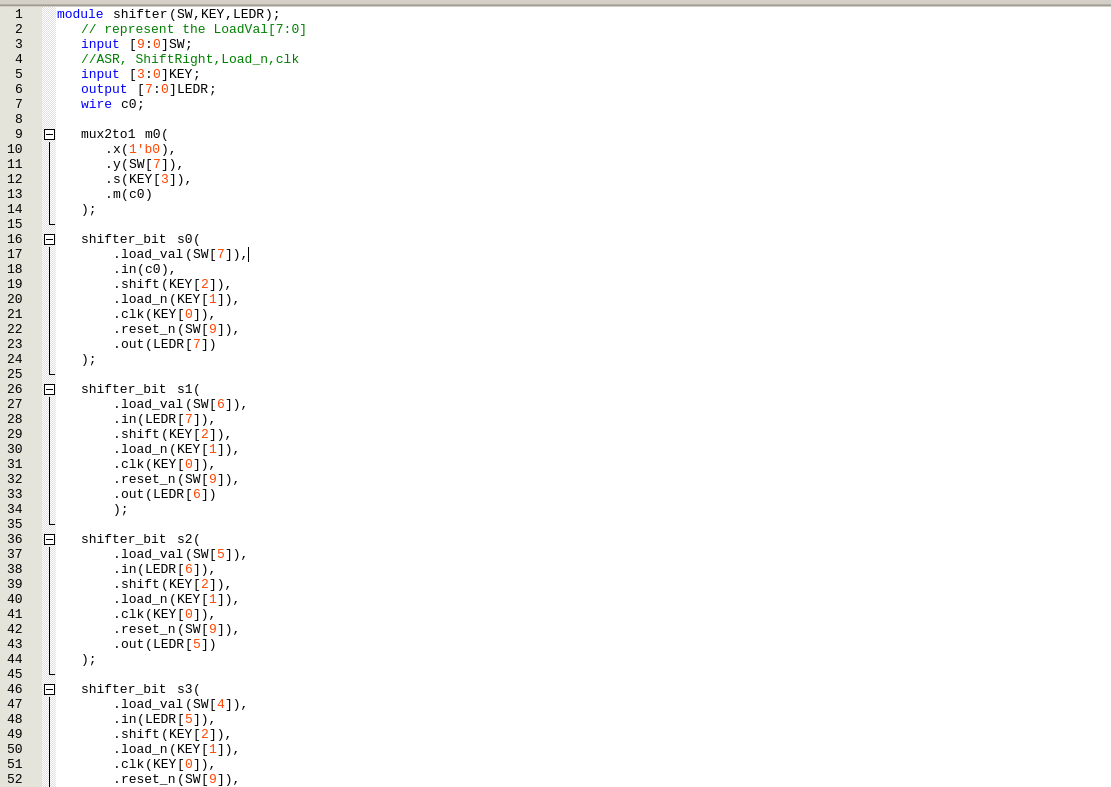 1 module shifter(SW,KEY,LEDR);
2 // represent the LoadVal[7:0]
3 input [9:0]SW;
4 //ASR, ShiftRight,Load_n,clk
5 input [3:0]KEY;
6 output [7:0]LEDR;
7 wire c0;
8
9 mux2to1 m0(
10 .x(1'b0),
11 .y(SW[7]),
12 .s(KEY[3]),
13 .m(c0)
14 );
15
16 shifter_bit s0(
17 .load_val(SW[7]),
18 .in(c0),
19 .shift(KEY[2]),
20 .load_n(KEY[1]),
21 .clk(KEY[0]),
22 .reset_n(SW[9]),
23 .out(LEDR[7])
24 );
25
26 shifter_bit s1(
27 .load_val(SW[6]),
28 .in(LEDR[7]),
29 .shift(KEY[2]),
30 .load_n(KEY[1]),
31 .clk(KEY[0]),
32 .reset_n(SW[9]),
33 .out(LEDR[6])
34 );
35
36 shifter_bit s2(
37 .load_val(SW[5]),
38 .in(LEDR[6]),
39 .shift(KEY[2]),
40 .load_n(KEY[1]),
41 .clk(KEY[0]),
42 .reset_n(SW[9]),
43 .out(LEDR[5])
44 );
45
46 shifter_bit s3(
47 .load_val(SW[4]),
48 .in(LEDR[5]),
49 .shift(KEY[2]),
50 .load_n(KEY[1]),
51 .clk(KEY[0]),
52 .reset_n(SW[9]),